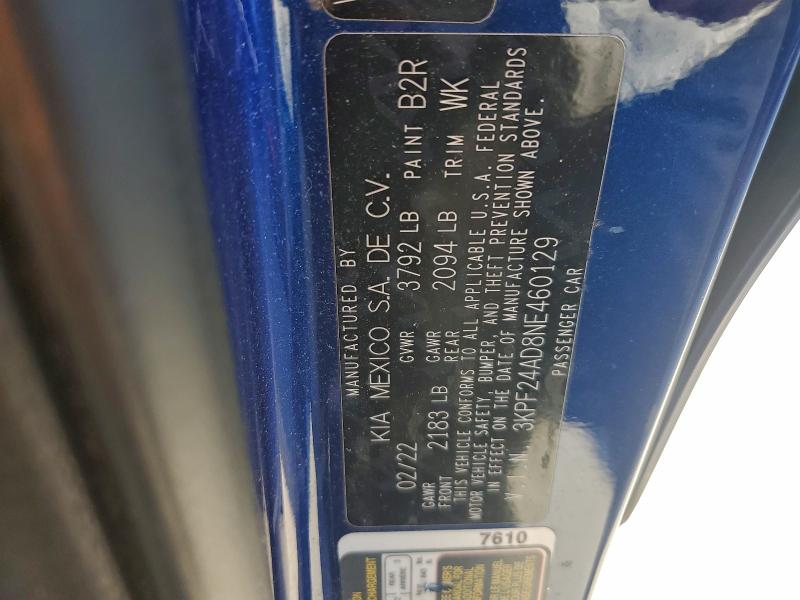 MANUFACTURED BY
KIA MEXICO S.A. DE C.V.
02/22 GVWR 3792 LB PAINT B2R
GAWR FRONT 2183 LB GAWR REAR 2094 LB TRIM WK
THIS VEHICLE CONFORMS TO ALL APPLICABLE U.S.A. FEDERAL
MOTOR VEHICLE SAFETY, BUMPER, AND THEFT PREVENTION STANDARDS
IN EFFECT ON THE DATE OF MANUFACTURE SHOWN ABOVE.
V.I.N. 3KPF24AD8NE460129
PASSENGER CAR
7610